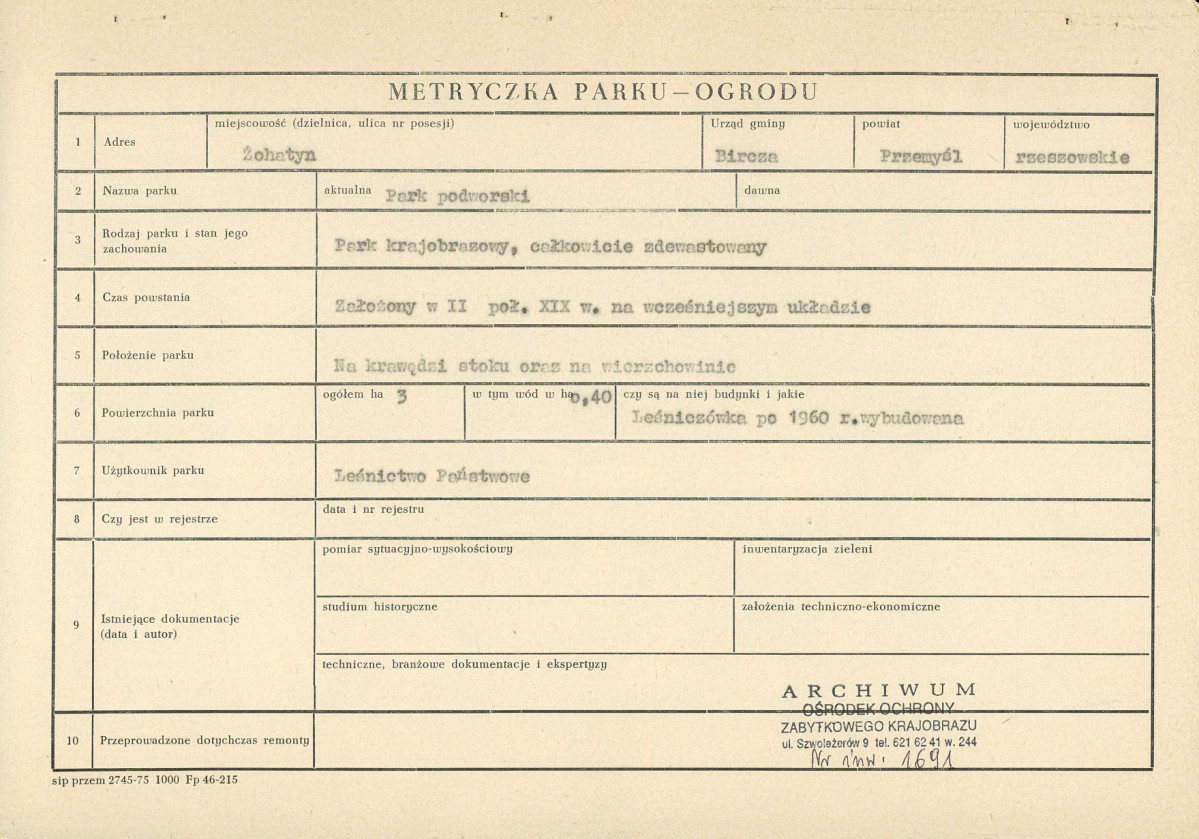 METRYCZKA PARKU — OGRODU
1 Adres
miejscowość (dzielnica, ulica nr posesji)
Żohatyn
Urząd gminy
Bircza
powiat
Przemyśl
województwo
rzeszowskie
2 Nazwa parku
aktualna Park podworski
dawna
3 Rodzaj parku i stan jego
zachowania
Park krajobrazowy, całkowicie zdewastowany
4 Czas powstania
Założony w II poł. XIX w. na wcześniejszym układzie
5 Położenie parku
Na krawędzi stoku oraz na wierzchowinie
6 Powierzchnia parku
ogółem ha 3
w tym wód w ha 0,40
czy są na niej budynki i jakie
Leśniczówka po 1960 r.wybudowana
7 Użytkownik parku
Leśnictwo Państwowe
8 Czy jest w rejestrze
data i nr rejestru
9 Istniejące dokumentacje
(data i autor)
pomiar sytuacyjno-wysokościowy
inwentaryzacja zieleni
studium historyczne
założenia techniczno-ekonomiczne
techniczne, branżowe dokumentacje i ekspertyzy
10 Przeprowadzone dotychczas remonty
ARCHIWUM
OŚRODEK OCHRONY
ZABYTKOWEGO KRAJOBRAZU
ul. Szwoleżerów 9 tel. 621 62 41 w. 244
Nr inw. 1691
sip przem 2745-75 1000 Fp 46-215